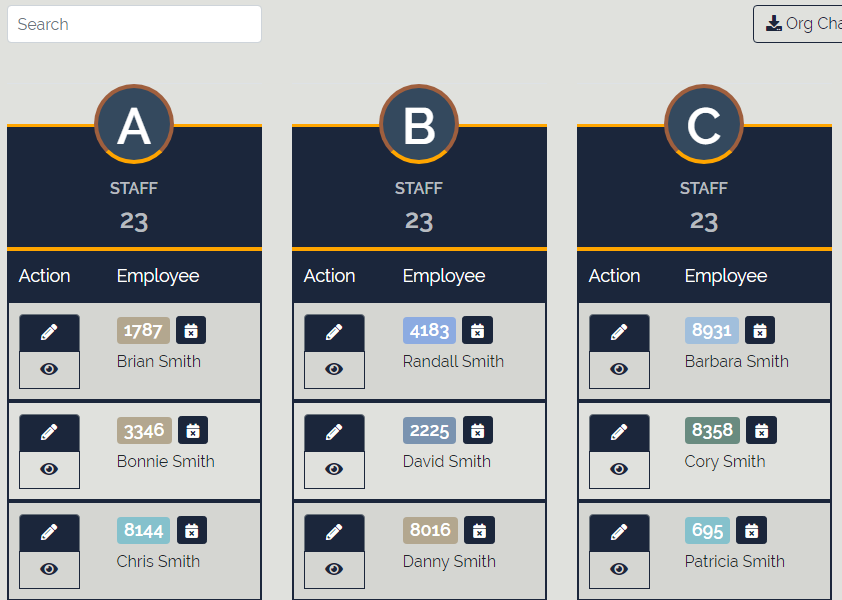 Search
Org Cha
A
STAFF
23
Action Employee
1787
Brian Smith
3346
Bonnie Smith
8144
Chris Smith
B
STAFF
23
Action Employee
4183
Randall Smith
2225
David Smith
8016
Danny Smith
C
STAFF
23
Action Employee
8931
Barbara Smith
8358
Cory Smith
695
Patricia Smith